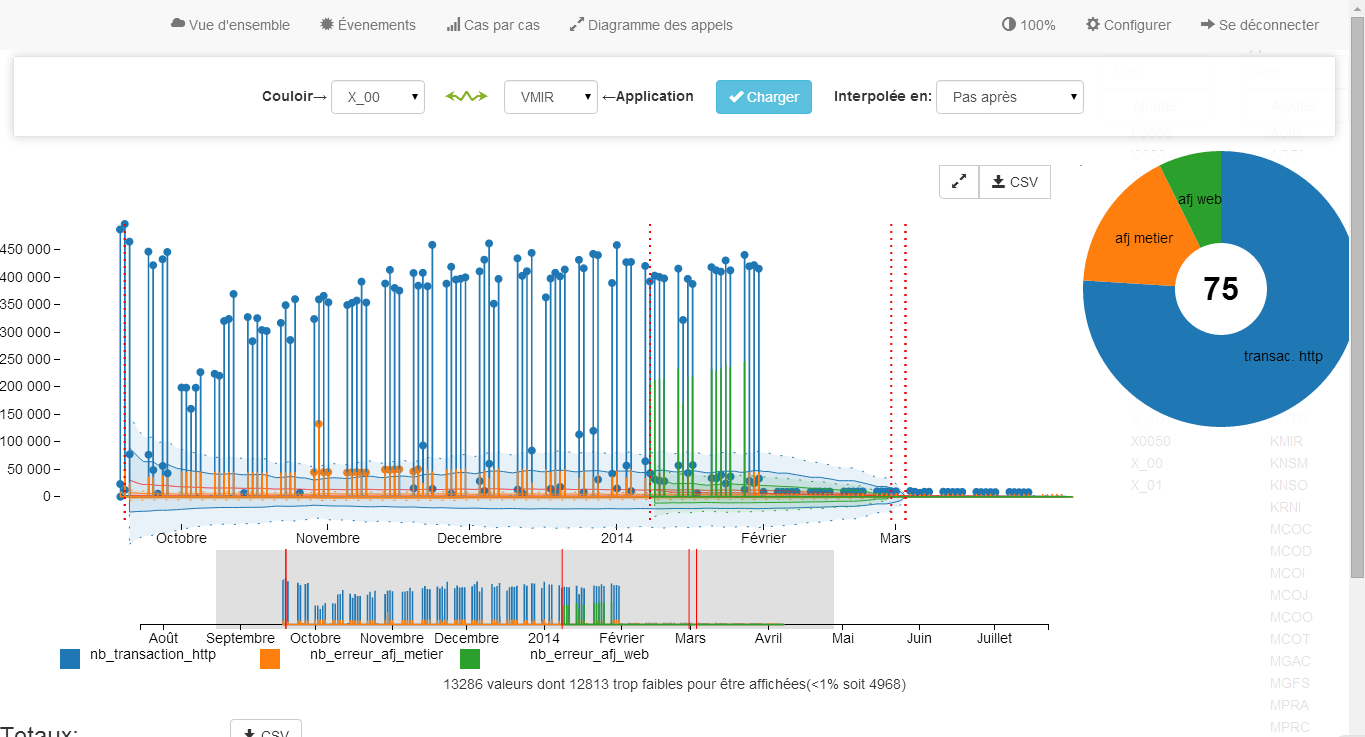 Vue d'ensemble Évenements Cas par cas Diagramme des appels 100% Configurer Se déconnecter
Couloir→ X_00 VMIR ←Application Charger Interpolée en: Pas après
CSV
afj web
afj metier
75
transac. http
450 000
400 000
350 000
300 000
250 000
200 000
150 000
100 000
50 000
0
Octobre Novembre Decembre 2014 Février Mars
Août Septembre Octobre Novembre Decembre 2014 Février Mars Avril Mai Juin Juillet
nb_transaction_http nb_erreur_afj_metier nb_erreur_afj_web
13286 valeurs dont 12813 trop faibles pour être affichées(<1% soit 4968)
Totaux: CSV
X0050 KMIR
X_00 KNSM
X_01 KNSO
KRNI
MCOC
MCOD
MCOI
MCOJ
MCOO
MCOT
MGAC
MGFS
MPRA
MPRC